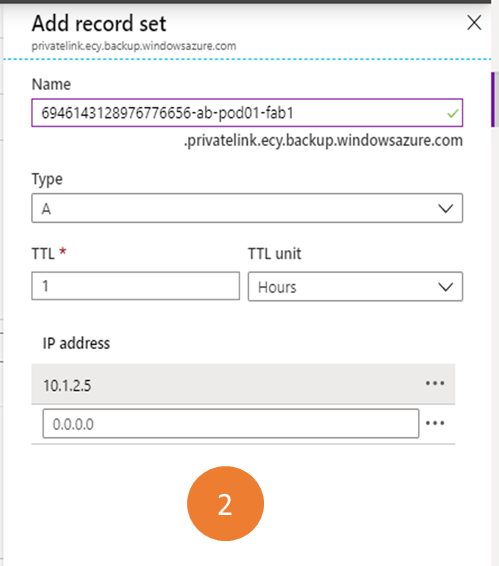 Add record set
privatelink.ecy.backup.windowsazure.com
Name
6946143128976776656-ab-pod01-fab1
.privatelink.ecy.backup.windowsazure.com
Type
A
TTL * TTL unit
1 Hours
IP address
10.1.2.5
0.0.0.0
2